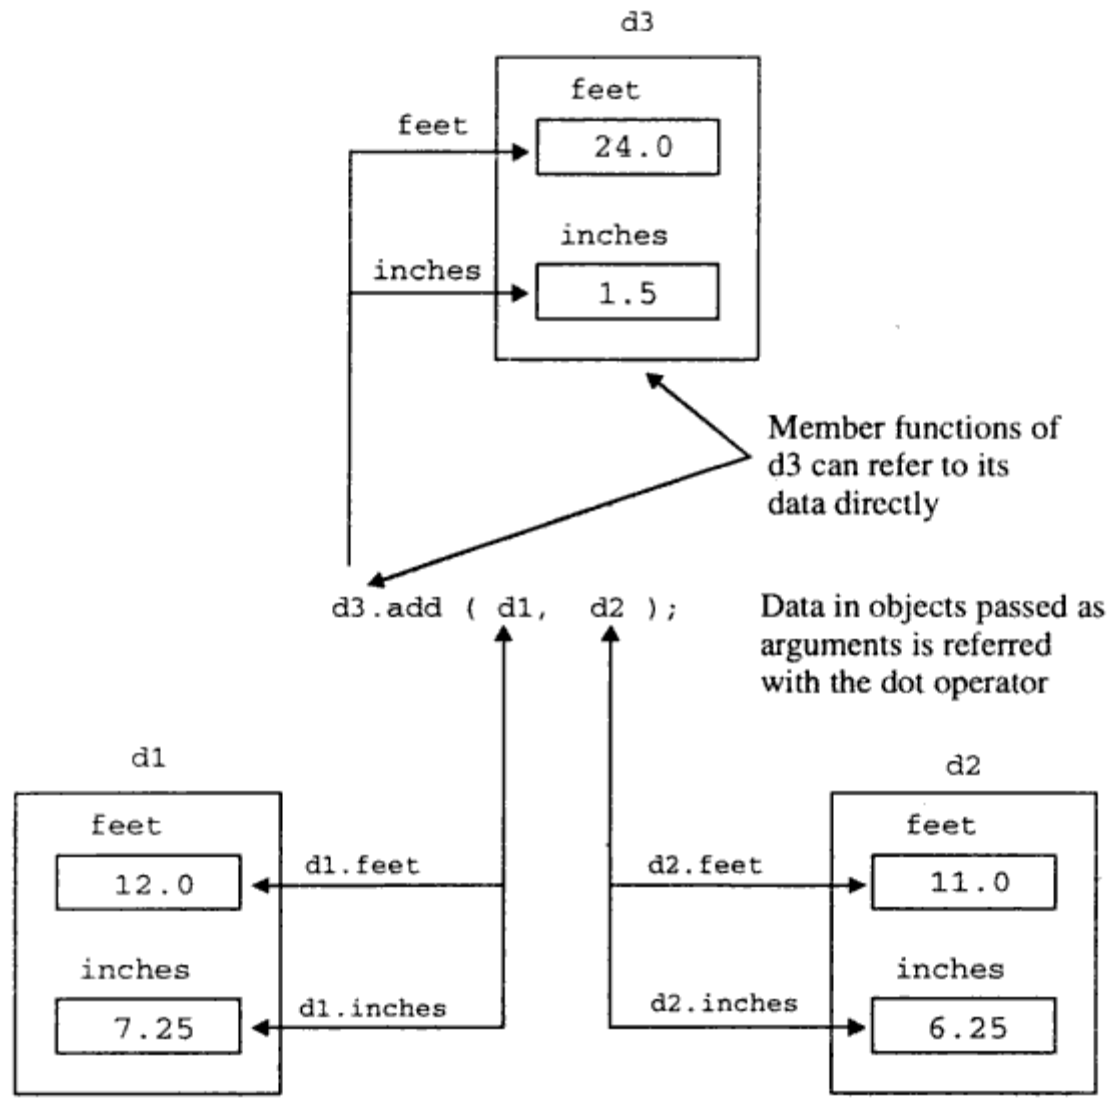 d3
feet
feet
24.0
inches
inches
1.5
Member functions of
d3 can refer to its
data directly
d3.add ( d1, d2 );
Data in objects passed as
arguments is referred
with the dot operator
d1
d2
feet
feet
d1.feet
d2.feet
12.0
11.0
inches
inches
d1.inches
d2.inches
7.25
6.25